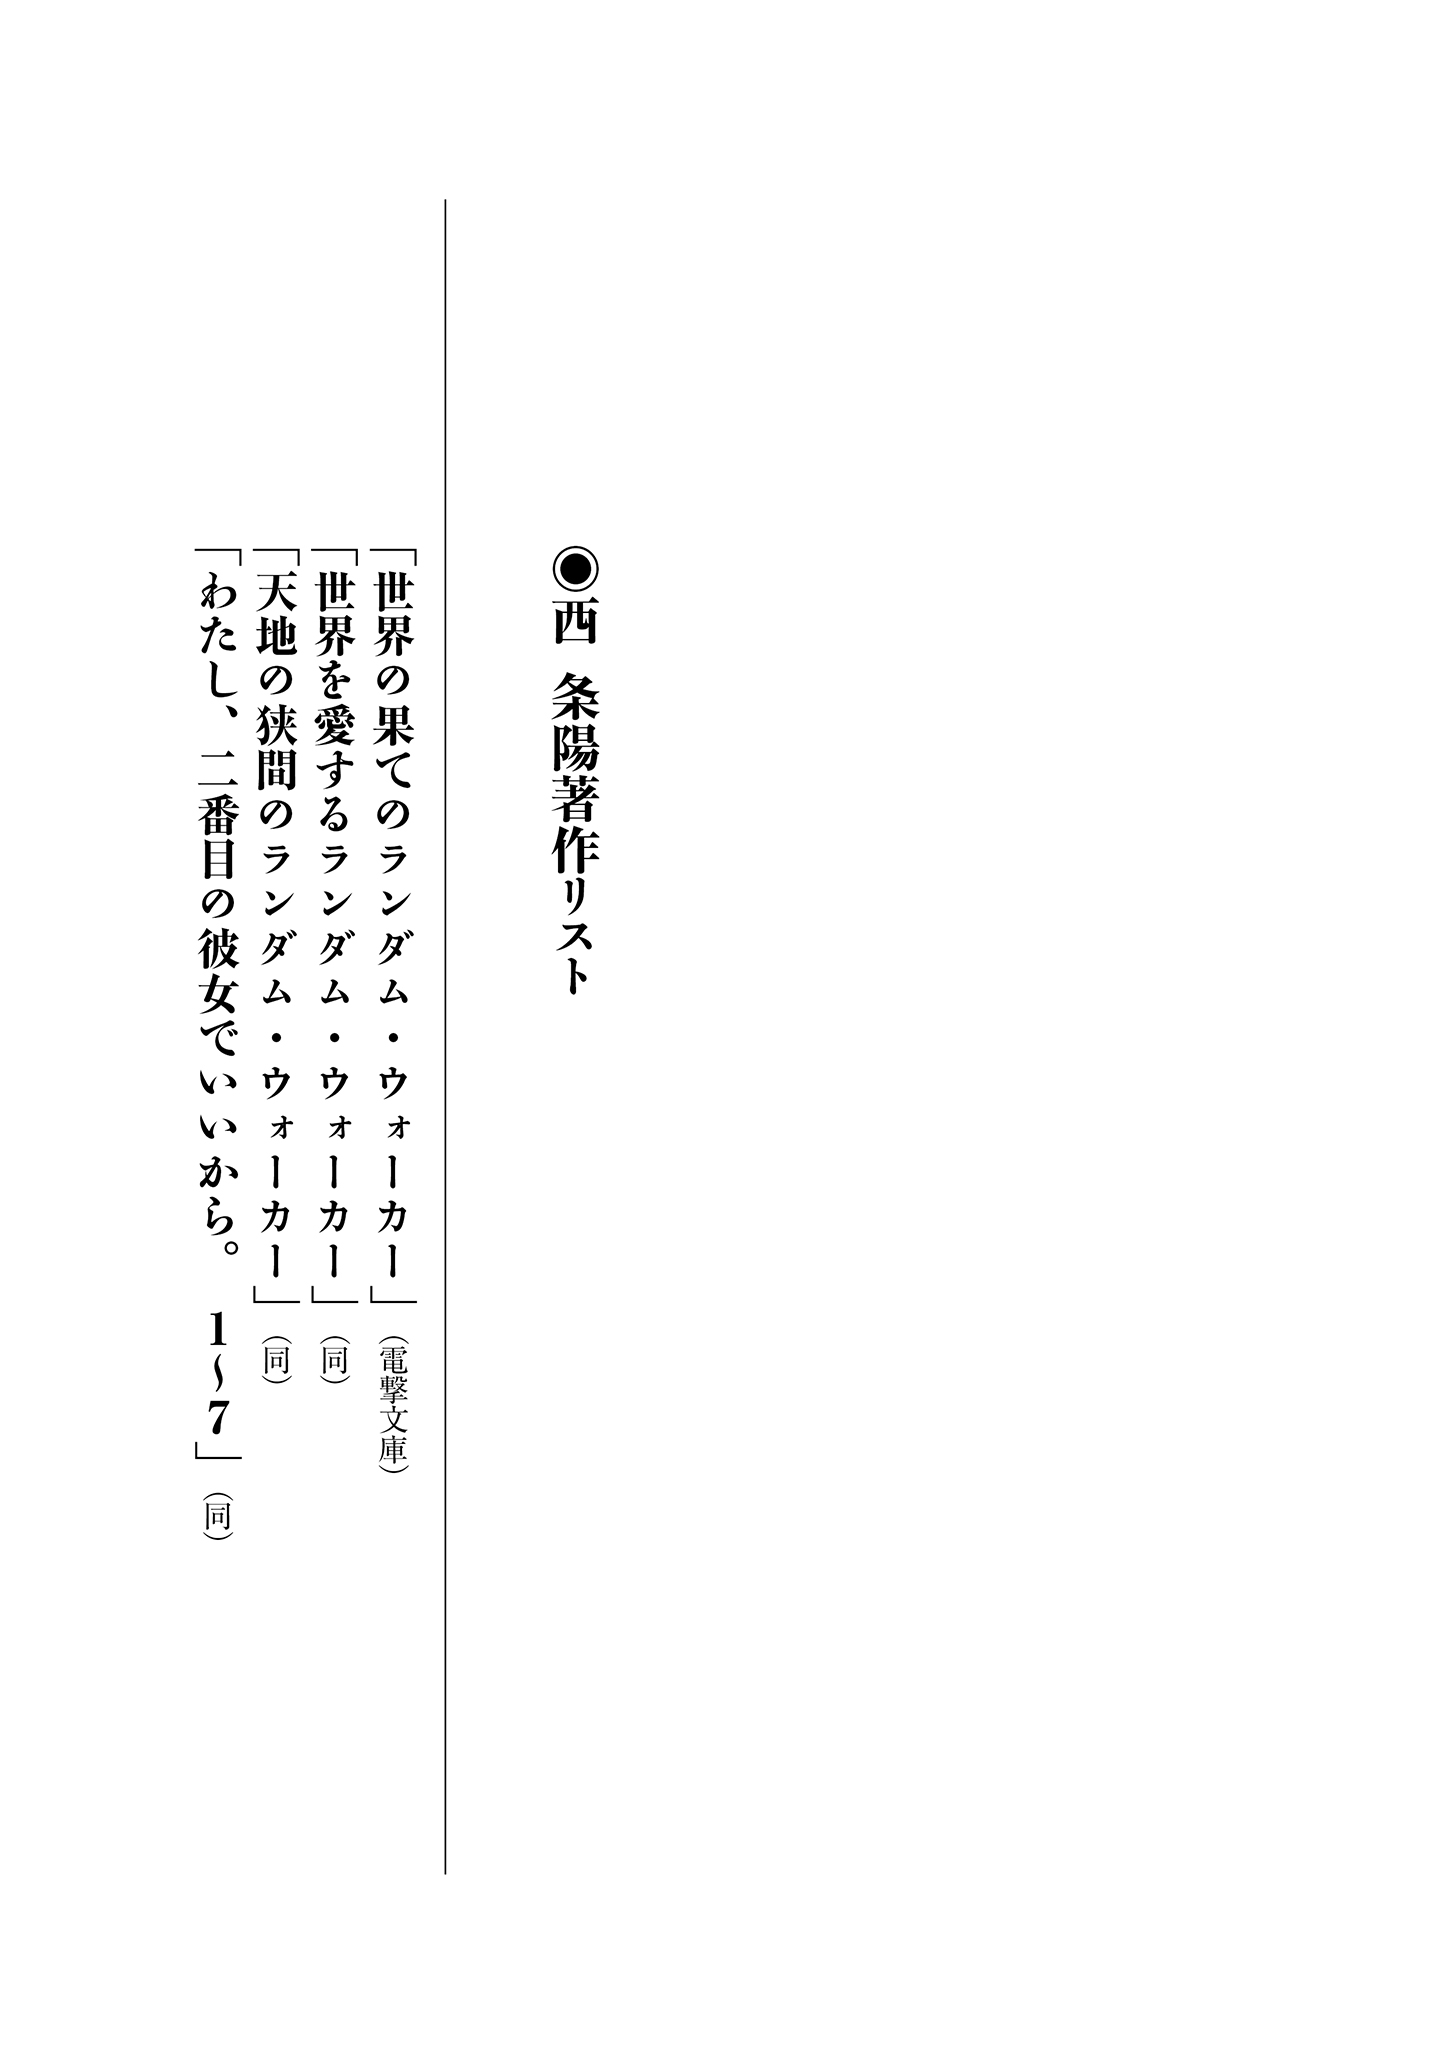 ◉西 条陽著作リスト
「世界の果てのランダム・ウォーカー」（電撃文庫）
「世界を愛するランダム・ウォーカー」（同）
「天地の狭間のランダム・ウォーカー」（同）
「わたし、二番目の彼女でいいから。　1〜7」（同）